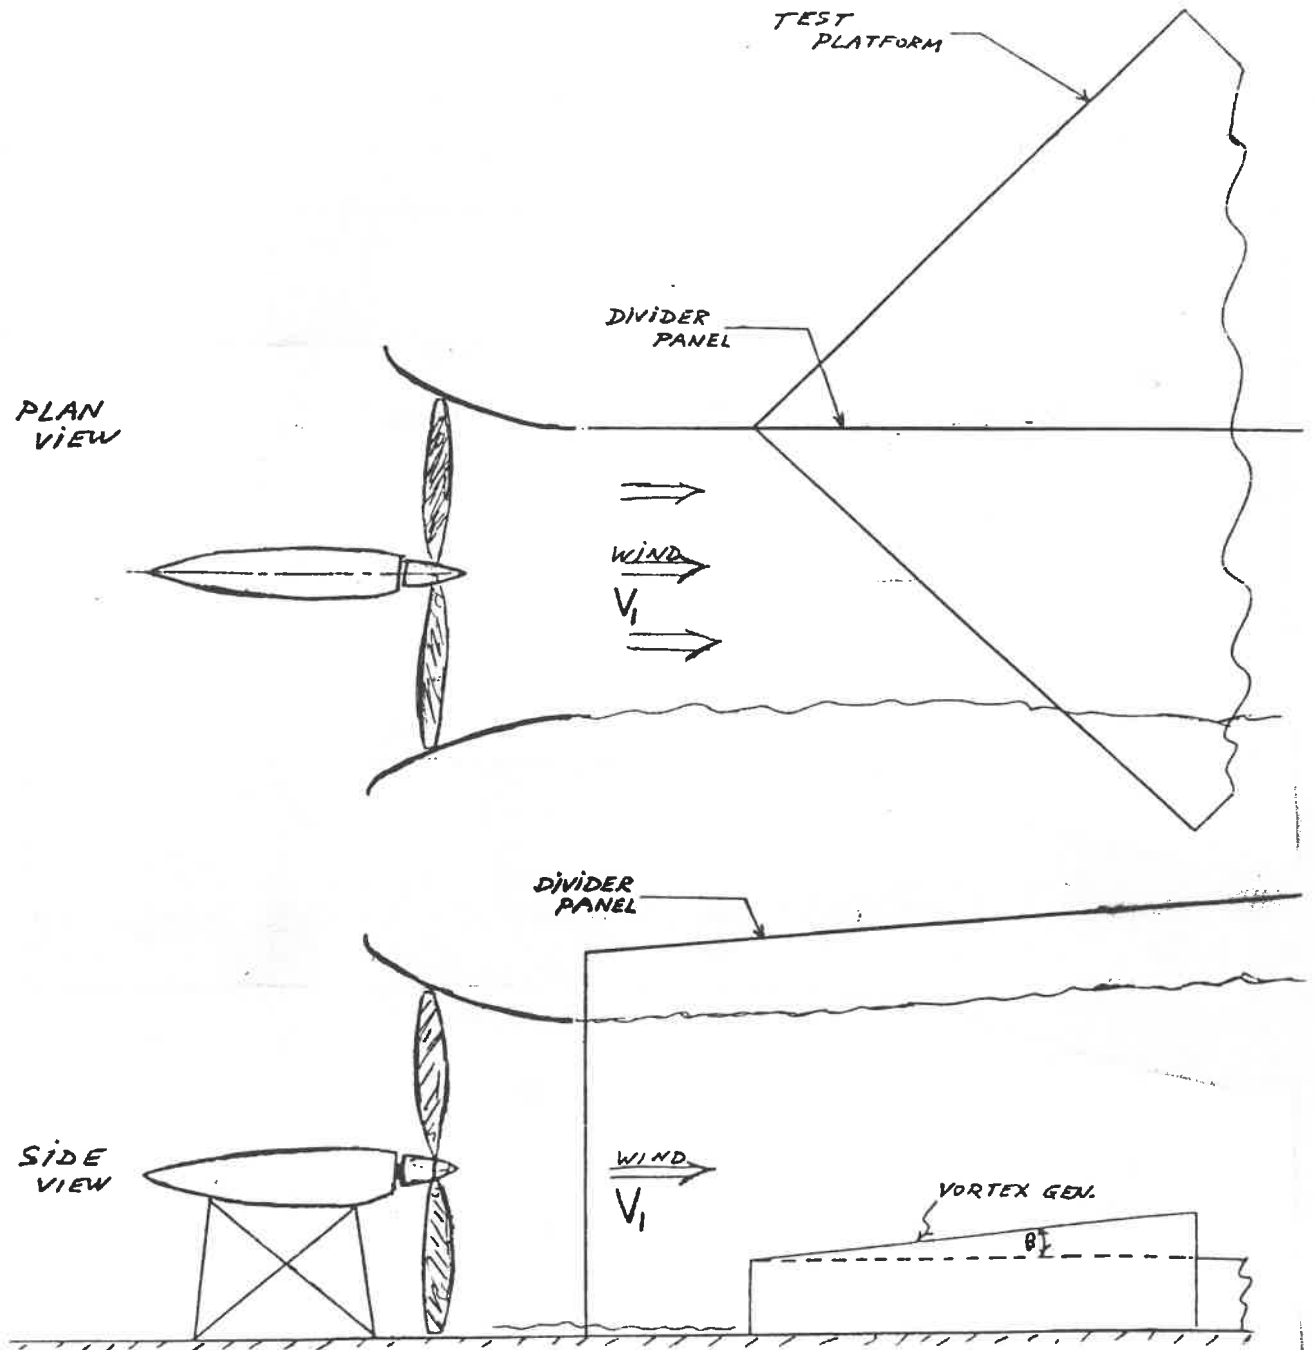 TEST
PLATFORM
DIVIDER
PANEL
PLAN
VIEW
WIND
V1
DIVIDER
PANEL
SIDE
VIEW
WIND
V1
VORTEX GEN.
β